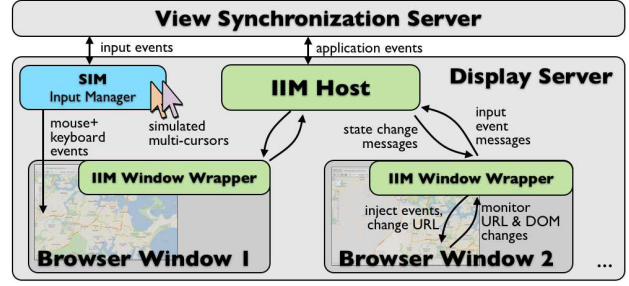 View Synchronization Server
input events
application events
SIM
Input Manager
IIM Host
Display Server
mouse+
keyboard
events
simulated
multi-cursors
state change
messages
input
event
messages
IIM Window Wrapper
IIM Window Wrapper
inject events,
change URL
monitor
URL & DOM
changes
Browser Window 1
Browser Window 2
...